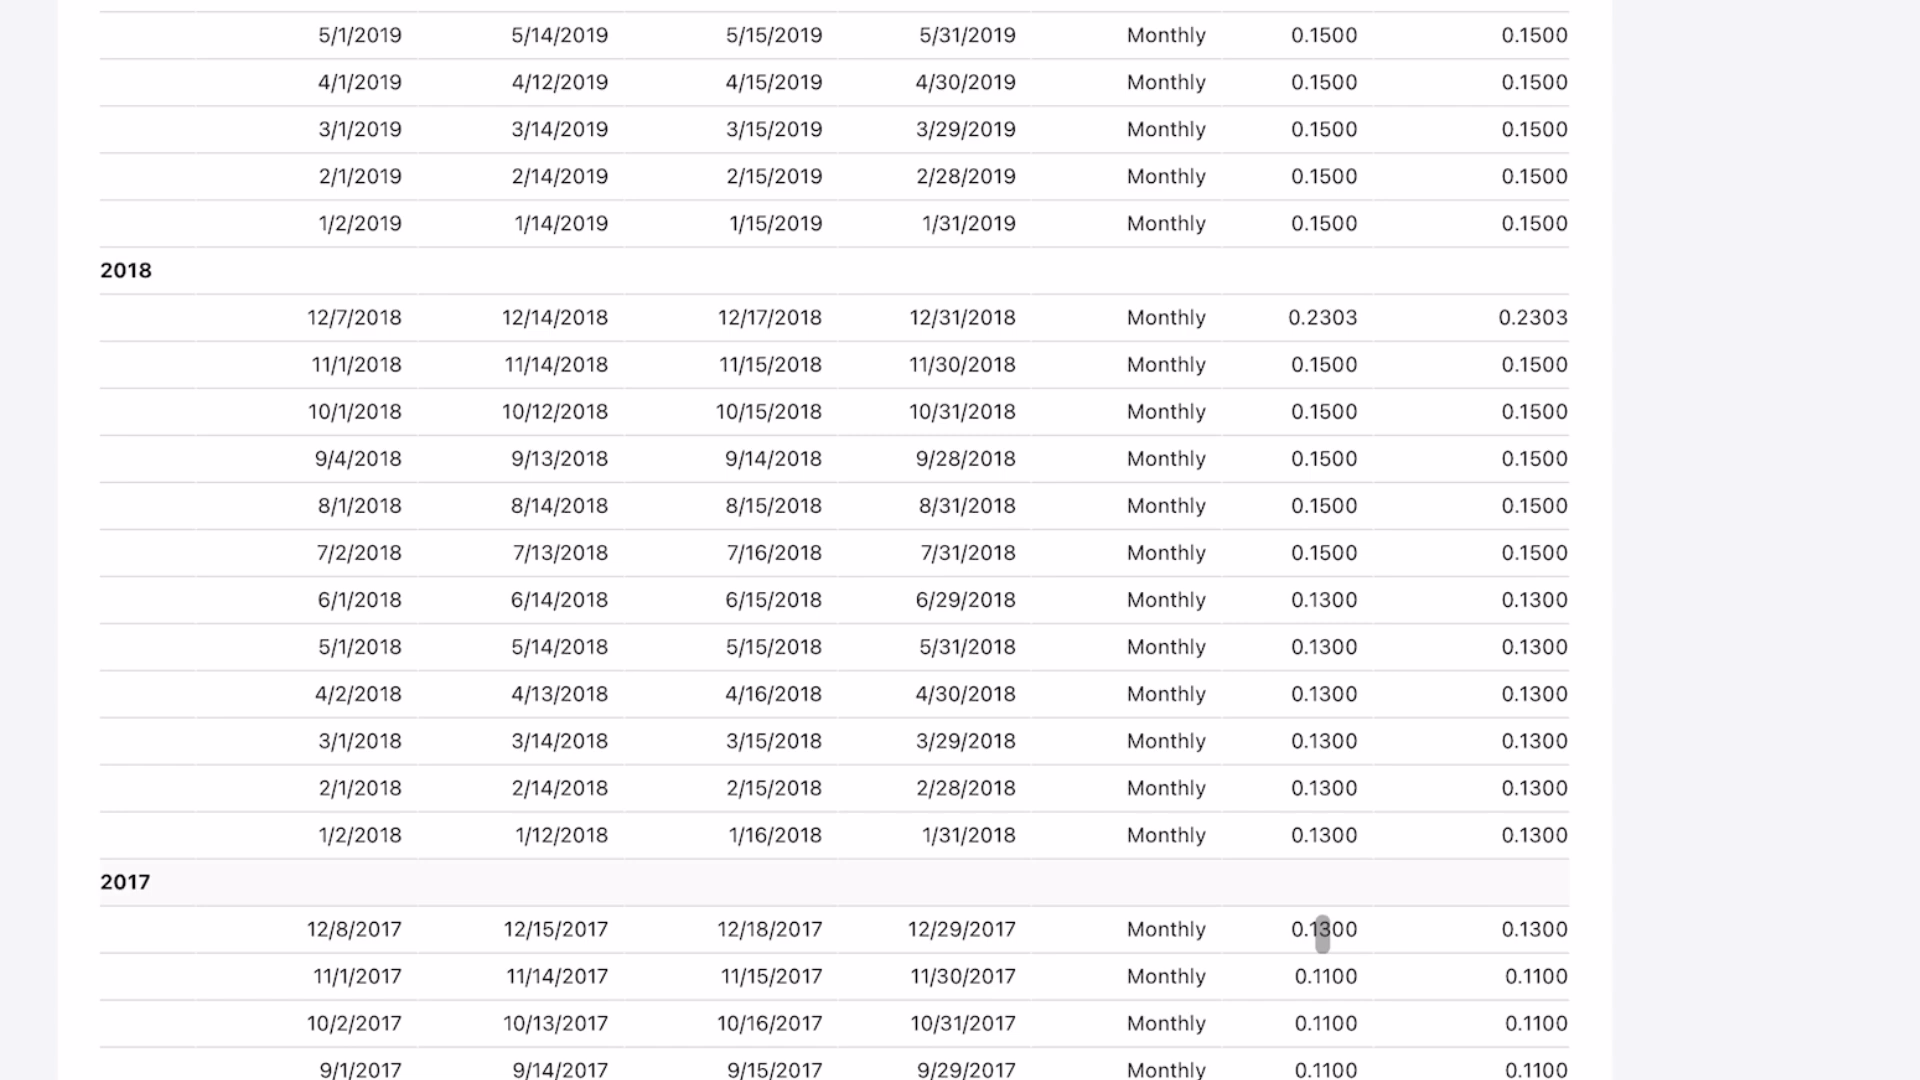 5/1/2019 5/14/2019 5/15/2019 5/31/2019 Monthly 0.1500 0.1500
4/1/2019 4/12/2019 4/15/2019 4/30/2019 Monthly 0.1500 0.1500
3/1/2019 3/14/2019 3/15/2019 3/29/2019 Monthly 0.1500 0.1500
2/1/2019 2/14/2019 2/15/2019 2/28/2019 Monthly 0.1500 0.1500
1/2/2019 1/14/2019 1/15/2019 1/31/2019 Monthly 0.1500 0.1500
2018
12/7/2018 12/14/2018 12/17/2018 12/31/2018 Monthly 0.2303 0.2303
11/1/2018 11/14/2018 11/15/2018 11/30/2018 Monthly 0.1500 0.1500
10/1/2018 10/12/2018 10/15/2018 10/31/2018 Monthly 0.1500 0.1500
9/4/2018 9/13/2018 9/14/2018 9/28/2018 Monthly 0.1500 0.1500
8/1/2018 8/14/2018 8/15/2018 8/31/2018 Monthly 0.1500 0.1500
7/2/2018 7/13/2018 7/16/2018 7/31/2018 Monthly 0.1500 0.1500
6/1/2018 6/14/2018 6/15/2018 6/29/2018 Monthly 0.1300 0.1300
5/1/2018 5/14/2018 5/15/2018 5/31/2018 Monthly 0.1300 0.1300
4/2/2018 4/13/2018 4/16/2018 4/30/2018 Monthly 0.1300 0.1300
3/1/2018 3/14/2018 3/15/2018 3/29/2018 Monthly 0.1300 0.1300
2/1/2018 2/14/2018 2/15/2018 2/28/2018 Monthly 0.1300 0.1300
1/2/2018 1/12/2018 1/16/2018 1/31/2018 Monthly 0.1300 0.1300
2017
12/8/2017 12/15/2017 12/18/2017 12/29/2017 Monthly 0.1300 0.1300
11/1/2017 11/14/2017 11/15/2017 11/30/2017 Monthly 0.1100 0.1100
10/2/2017 10/13/2017 10/16/2017 10/31/2017 Monthly 0.1100 0.1100
9/1/2017 9/14/2017 9/15/2017 9/29/2017 Monthly 0.1100 0.1100